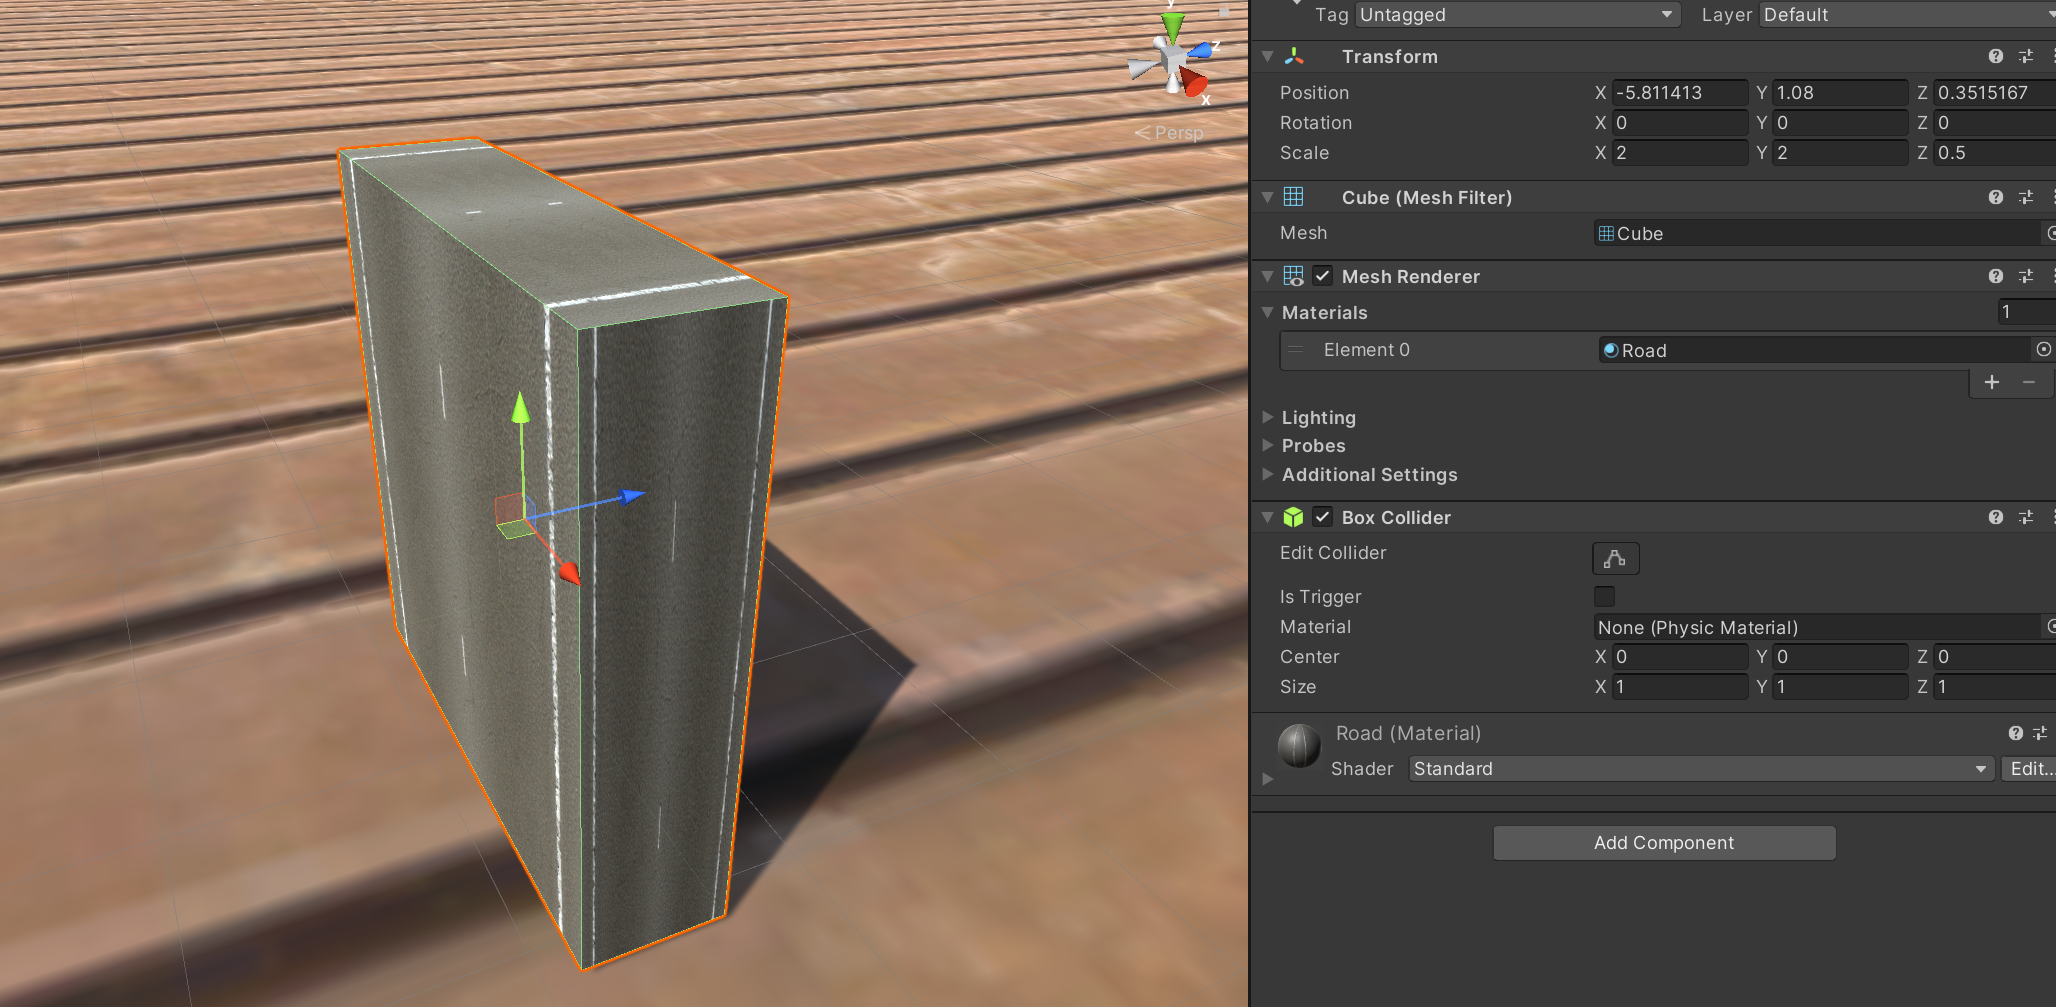 y
z
x
< Persp
Tag Untagged Layer Default
Transform
Position X -5.811413 Y 1.08 Z 0.3515167
Rotation X 0 Y 0 Z 0
Scale X 2 Y 2 Z 0.5
Cube (Mesh Filter)
Mesh Cube
Mesh Renderer
Materials 1
Element 0 Road
+ −
Lighting
Probes
Additional Settings
Box Collider
Edit Collider
Is Trigger
Material None (Physic Material)
Center X 0 Y 0 Z 0
Size X 1 Y 1 Z 1
Road (Material)
Shader Standard Edit...
Add Component